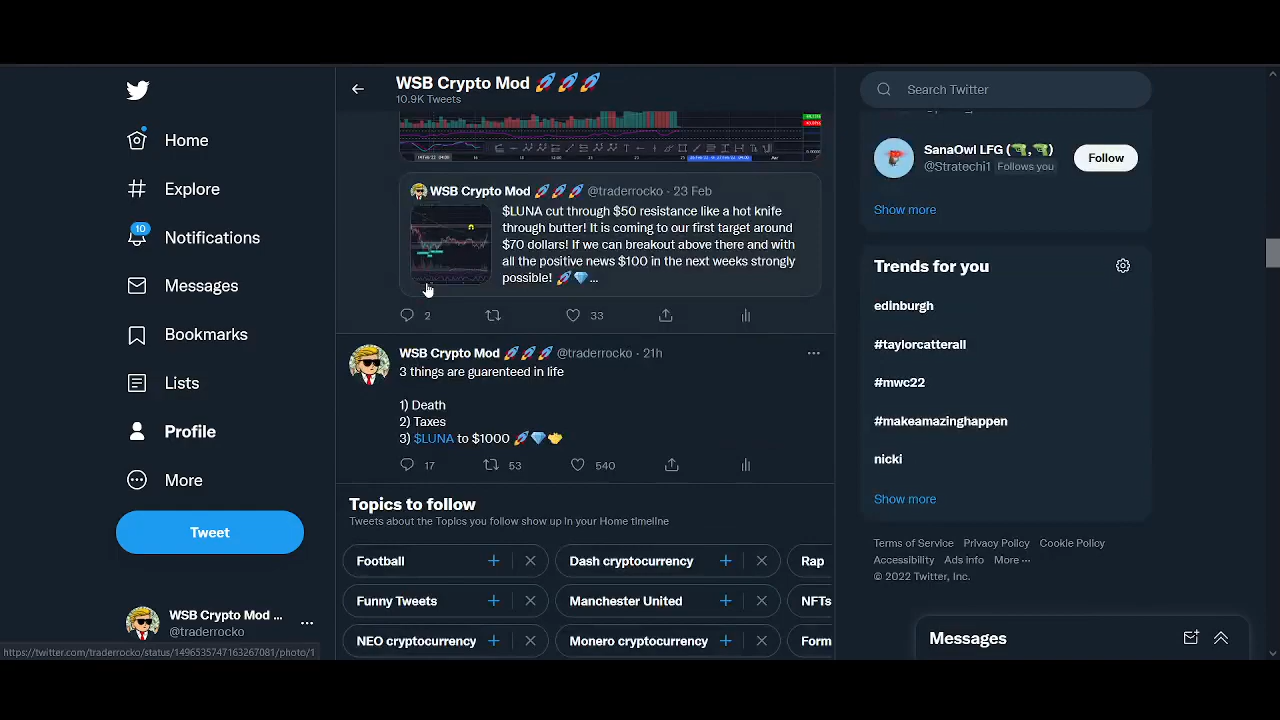 WSB Crypto Mod 🚀🚀🚀
10.9K Tweets
Search Twitter
Home
Explore
10
Notifications
Messages
Bookmarks
Lists
Profile
More
Tweet
WSB Crypto Mod ...
@traderrocko
https://twitter.com/traderrocko/status/1496535747163267081/photo/1
WSB Crypto Mod 🚀🚀🚀 @traderrocko · 23 Feb
$LUNA cut through $50 resistance like a hot knife
through butter! It is coming to our first target around
$70 dollars! If we can breakout above there and with
all the positive news $100 in the next weeks strongly
possible! 🚀💎...
2 33
WSB Crypto Mod 🚀🚀🚀 @traderrocko · 21h
3 things are guarenteed in life
1) Death
2) Taxes
3) $LUNA to $1000 🚀💎🤛
17 53 540
Topics to follow
Tweets about the Topics you follow show up in your Home timeline
Football
Dash cryptocurrency
Rap
Funny Tweets
Manchester United
NFTs
NEO cryptocurrency
Monero cryptocurrency
Form
SanaOwl LFG (🔫,🔫)
@Stratechi1 Follows you
Follow
Show more
Trends for you
edinburgh
#taylorcatterall
#mwc22
#makeamazinghappen
nicki
Show more
Terms of Service Privacy Policy Cookie Policy
Accessibility Ads info More ···
© 2022 Twitter, Inc.
Messages